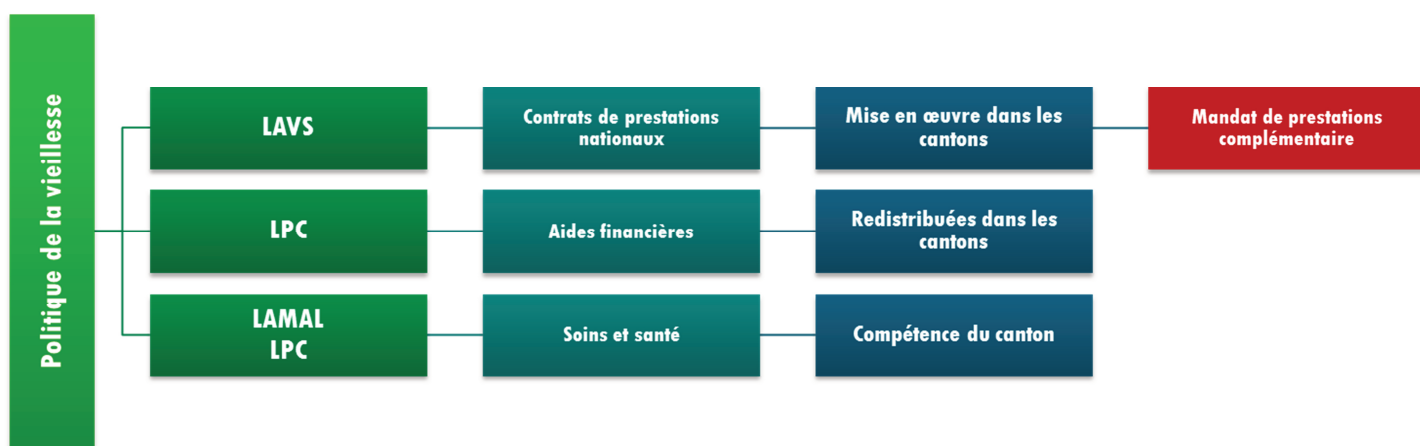 Politique de la vieillesse
LAVS
Contrats de prestations
nationaux
Mise en œuvre dans les
cantons
Mandat de prestations
complémentaire
LPC
Aides financières
Redistribuées dans les
cantons
LAMAL
LPC
Soins et santé
Compétence du canton